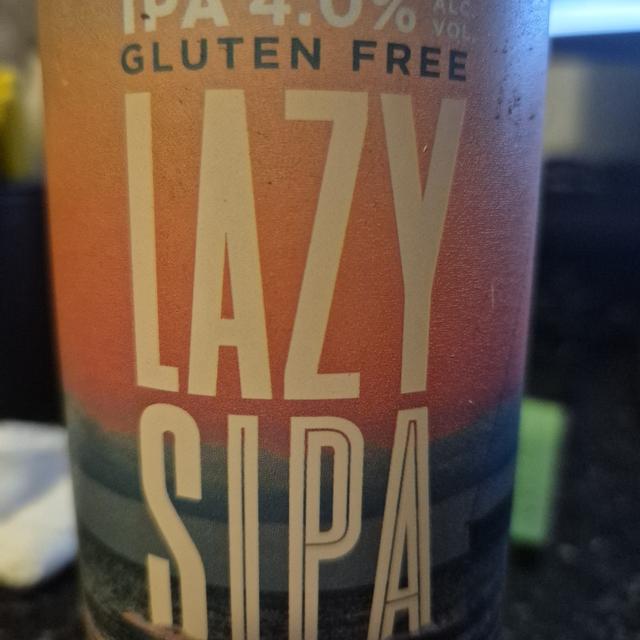 IPA 4.0% ALC. VOL.
GLUTEN FREE
LAZY
SIPA